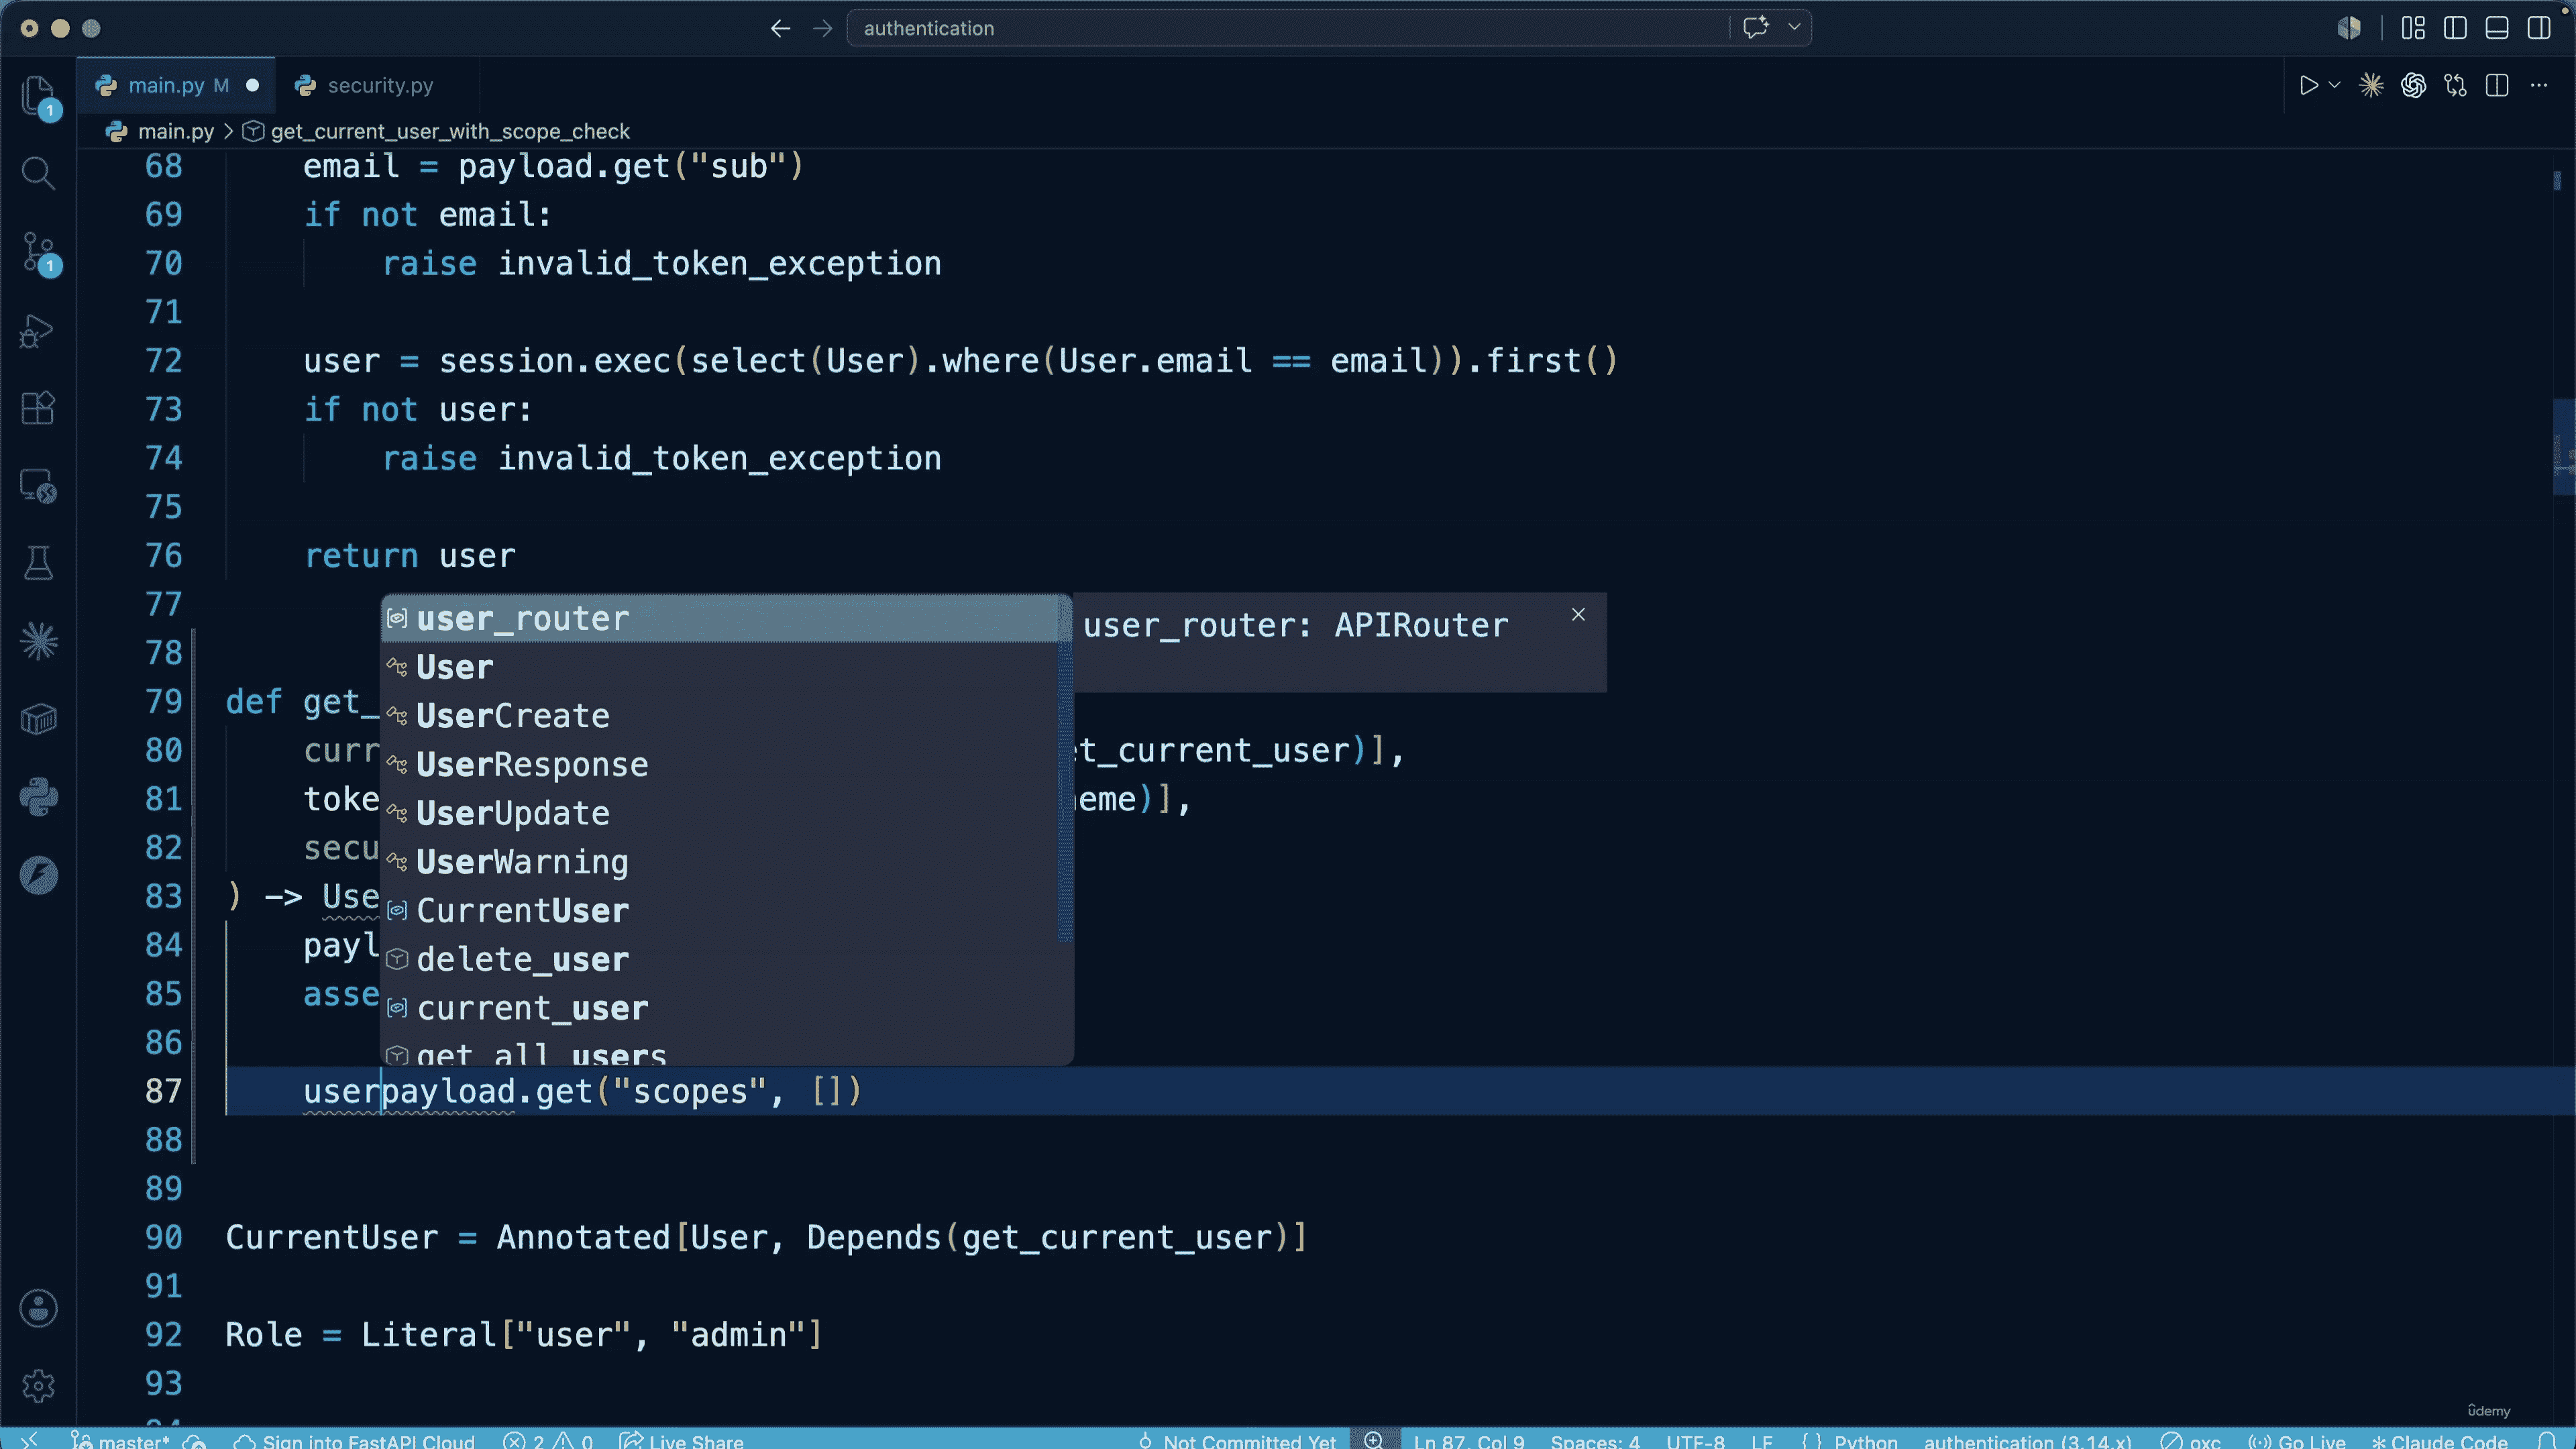 authentication
main.py M
security.py
1
main.py > get_current_user_with_scope_check
68 email = payload.get("sub")
69 if not email:
70 raise invalid_token_exception
71
72 user = session.exec(select(User).where(User.email == email)).first()
73 if not user:
74 raise invalid_token_exception
75
76 return user
77
78
79 def get_
80 curr et_current_user)],
81 toke eme)],
82 secu
83 ) -> Use
84 payl
85 asse
86
87 userpayload.get("scopes", [])
88
89
90 CurrentUser = Annotated[User, Depends(get_current_user)]
91
92 Role = Literal["user", "admin"]
93
94
user_router
User
UserCreate
UserResponse
UserUpdate
UserWarning
CurrentUser
delete_user
current_user
get_all_users
user_router: APIRouter
1
ûdemy
master* Sign into FastAPI Cloud 2 0 Live Share Not Committed Yet Ln 87, Col 9 Spaces: 4 UTF-8 LF { } Python authentication (3.14.x) oxc Go Live Claude Code